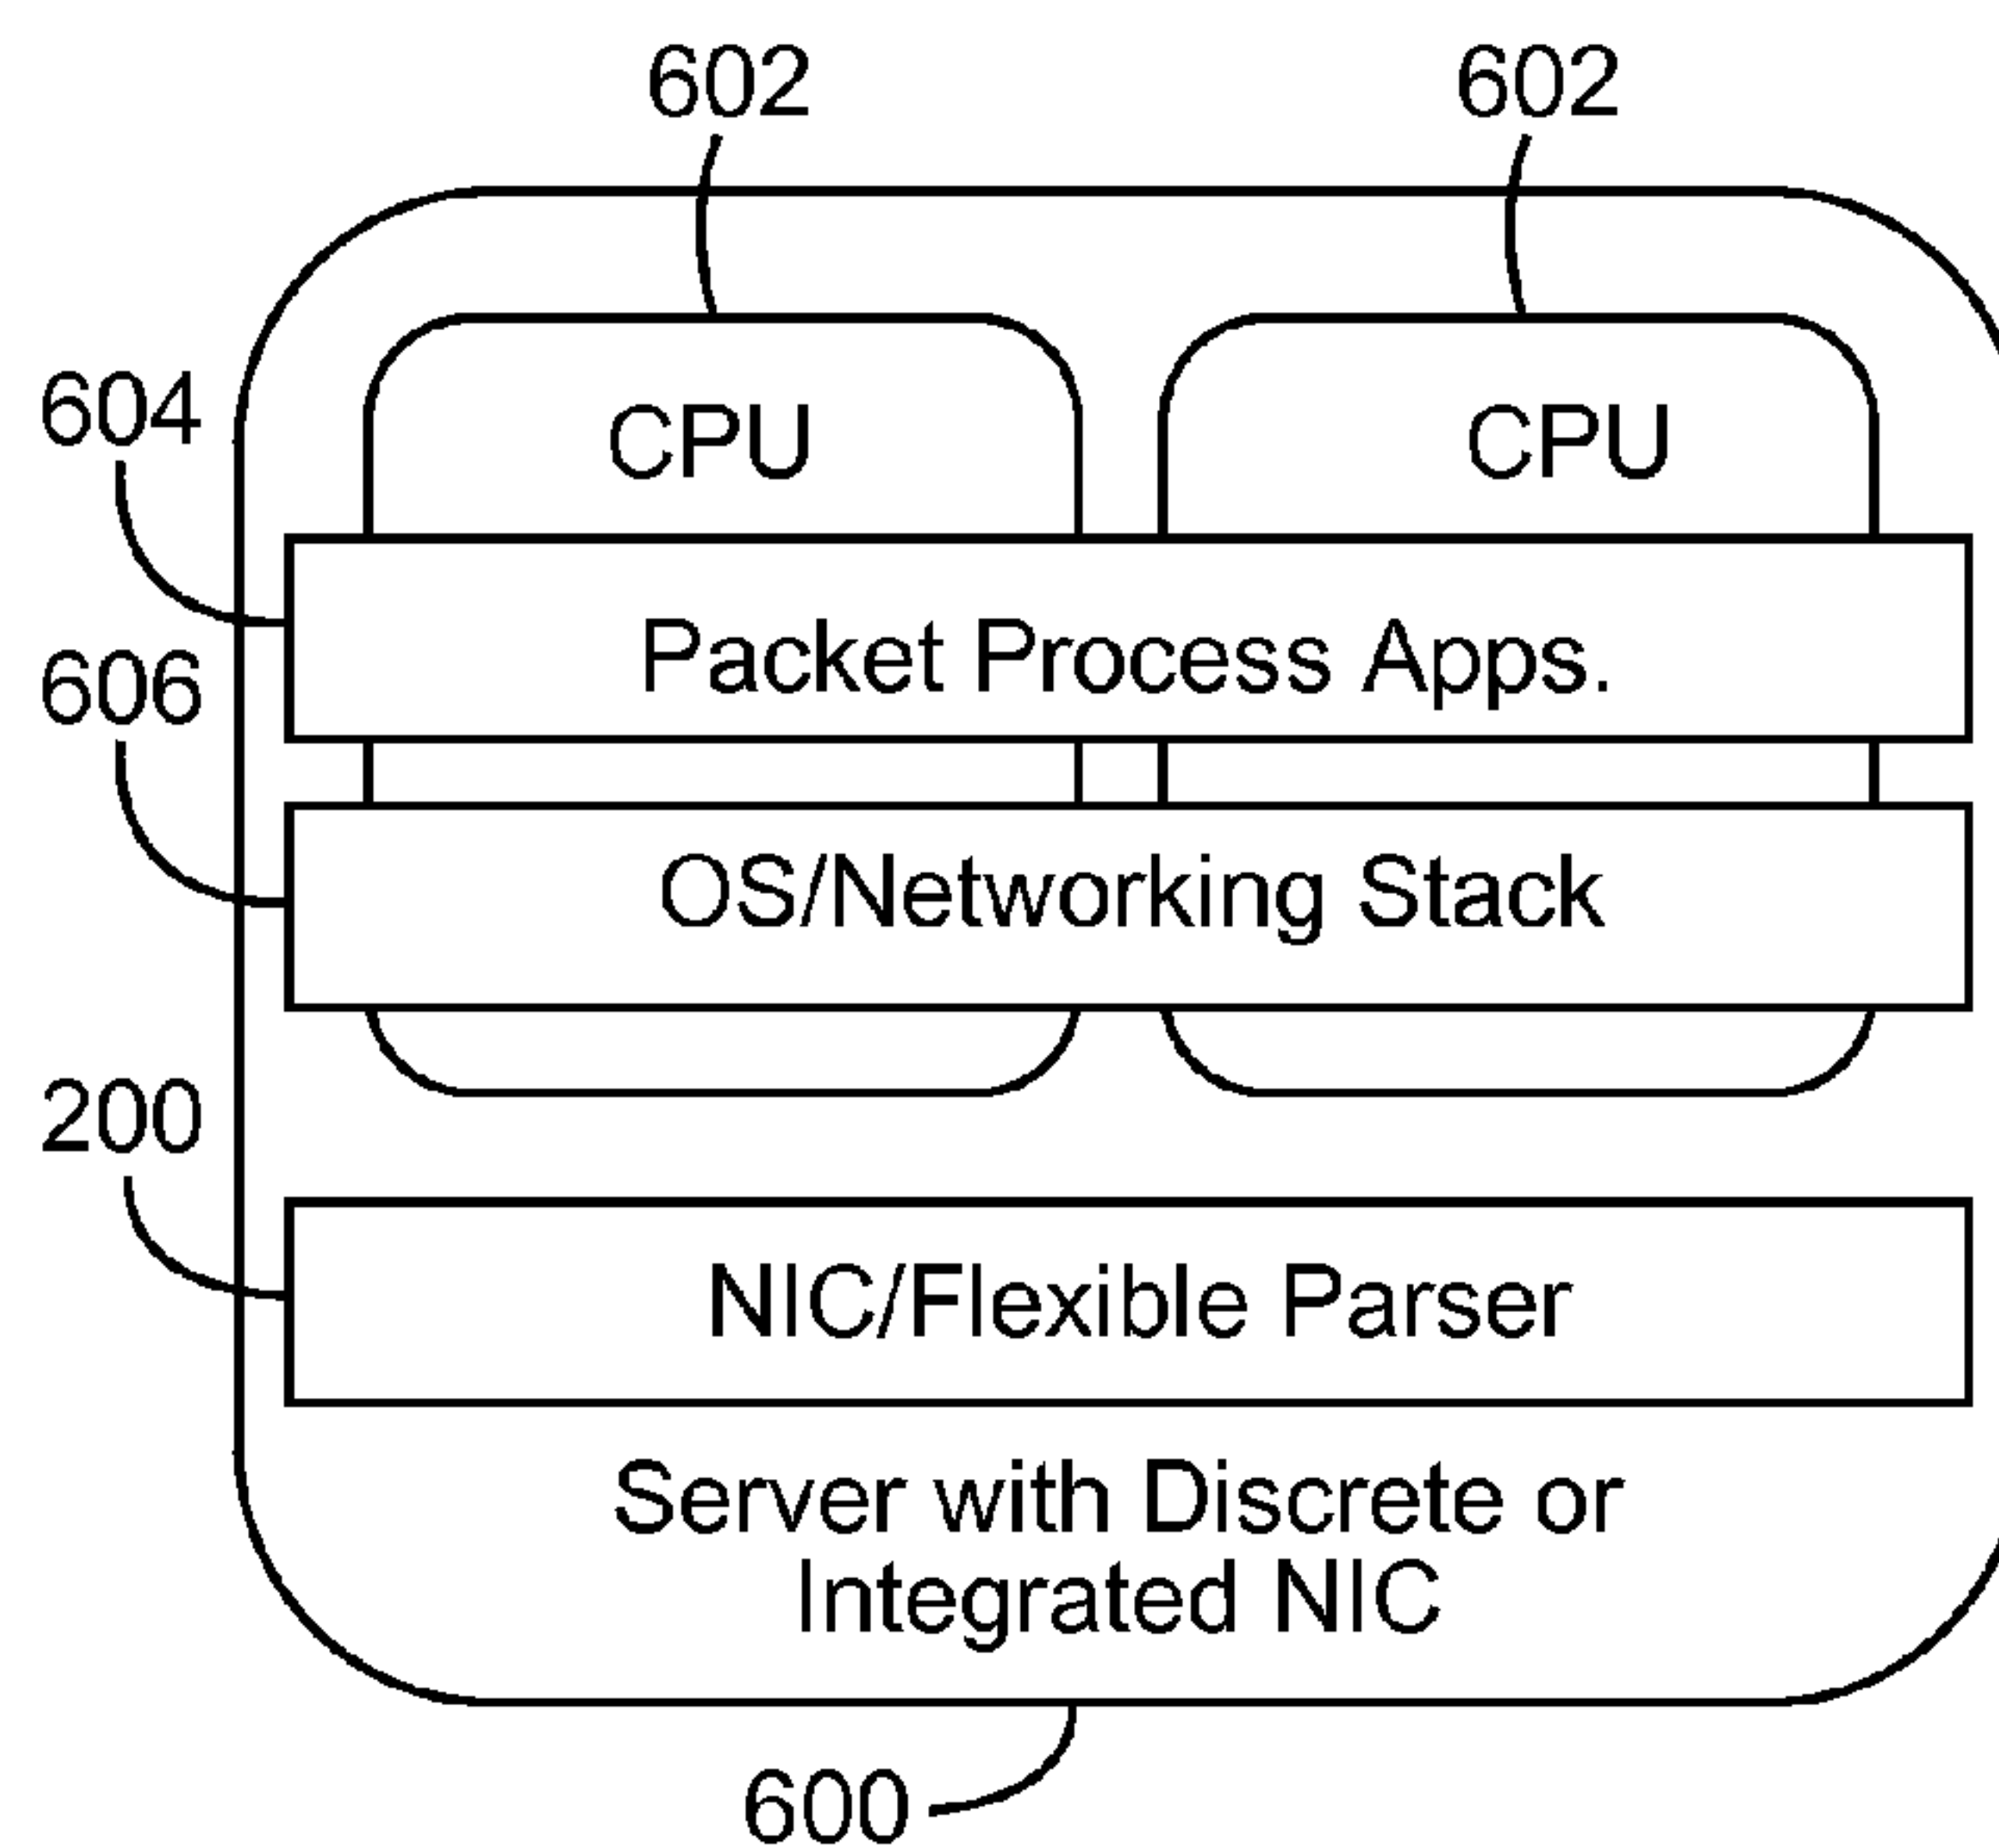 602 602
604
CPU CPU
Packet Process Apps.
606
OS/Networking Stack
200
NIC/Flexible Parser
Server with Discrete or
Integrated NIC
600